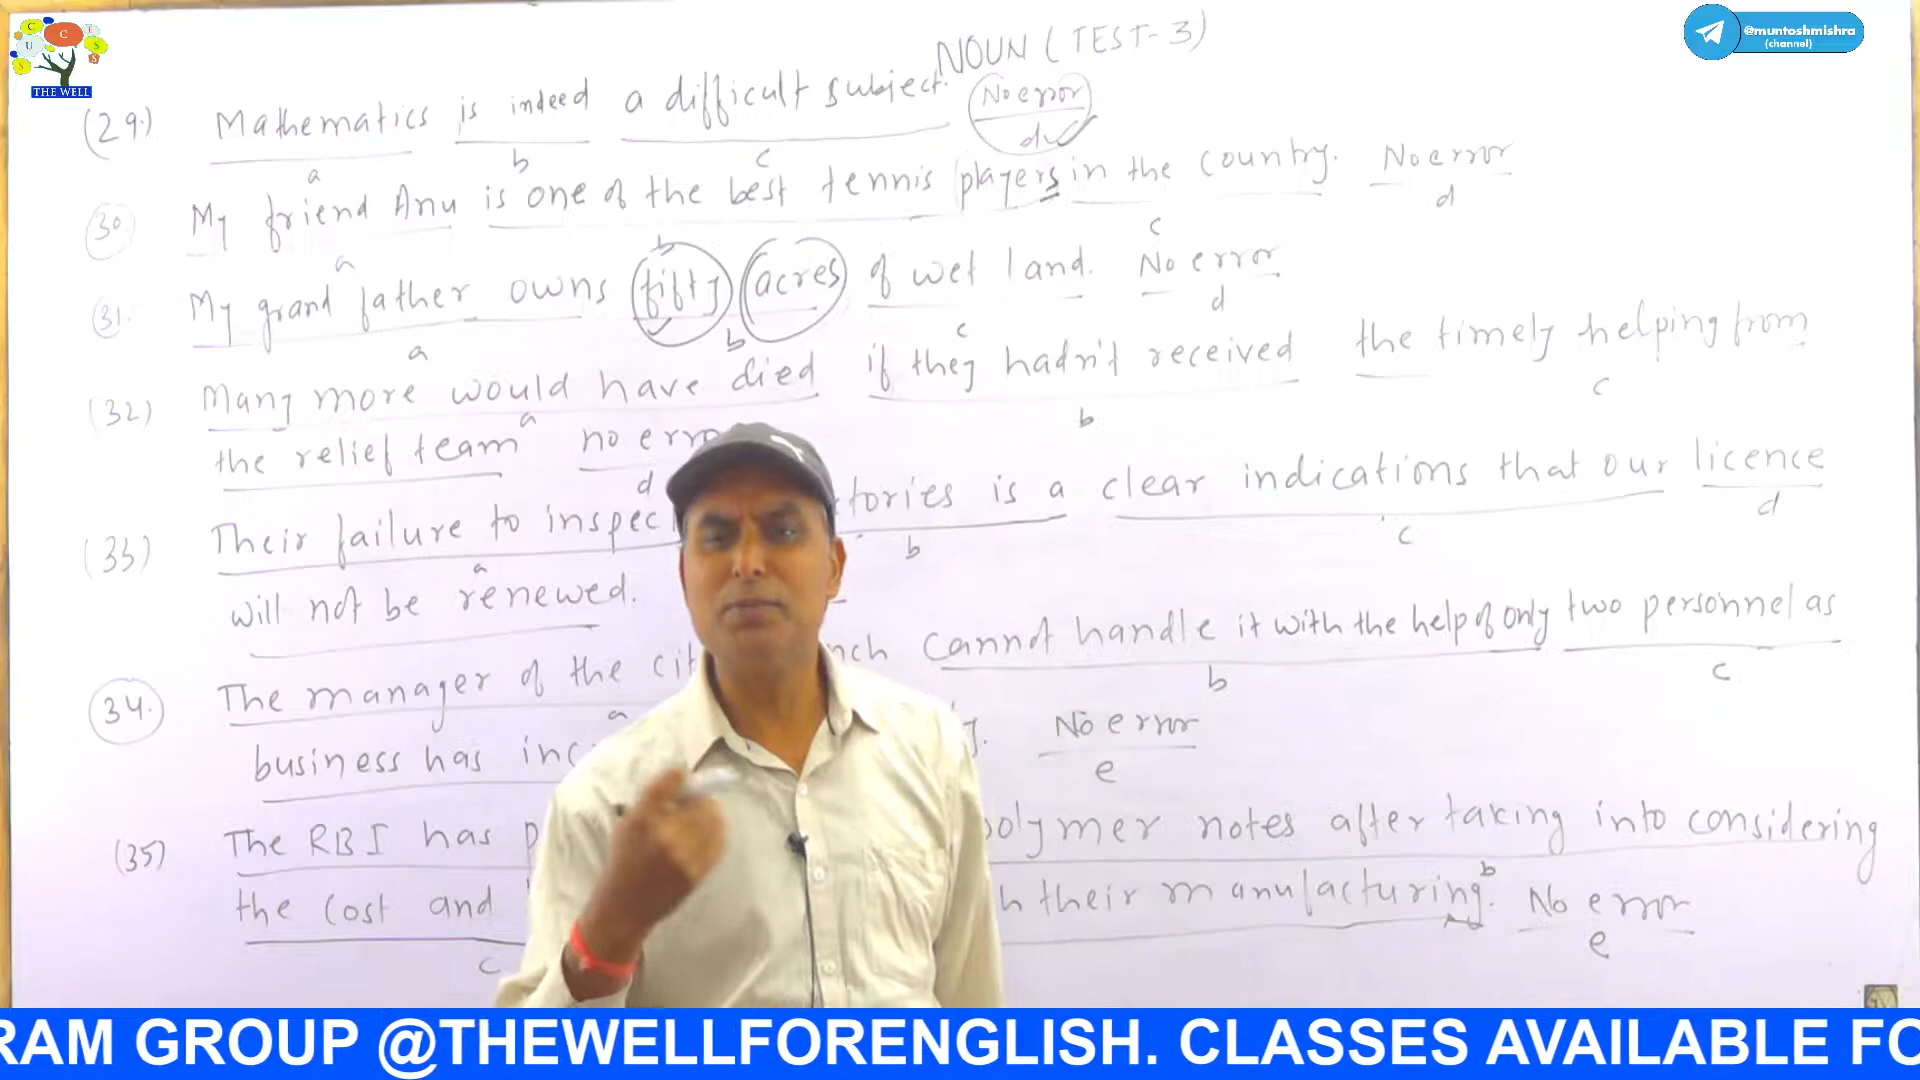 THE WELL
@muntoshmishra
(channel)
NOUN (TEST-3)
(29.) Mathematics is indeed a difficult subject. No error
a b c d
30 My friend Anu is one of the best tennis players in the country. No error
a b c d
31. My grand father owns fifty acres of wet land. No error
a b c d
(32) Many more would have died if they hadn't received the timely helping from
a b c
the relief team no
d
(33) Their failure to inspec tories is a clear indications that our licence
a b c d
will not be renewed.
34. The manager of the cit nch cannot handle it with the help of only two personnel as
a b c
business has inc No error
e
(35) The RBI has p polymer notes after taking into considering
b
the cost and their manufacturing. No error
c e
RAM GROUP @THEWELLFORENGLISH. CLASSES AVAILABLE FO